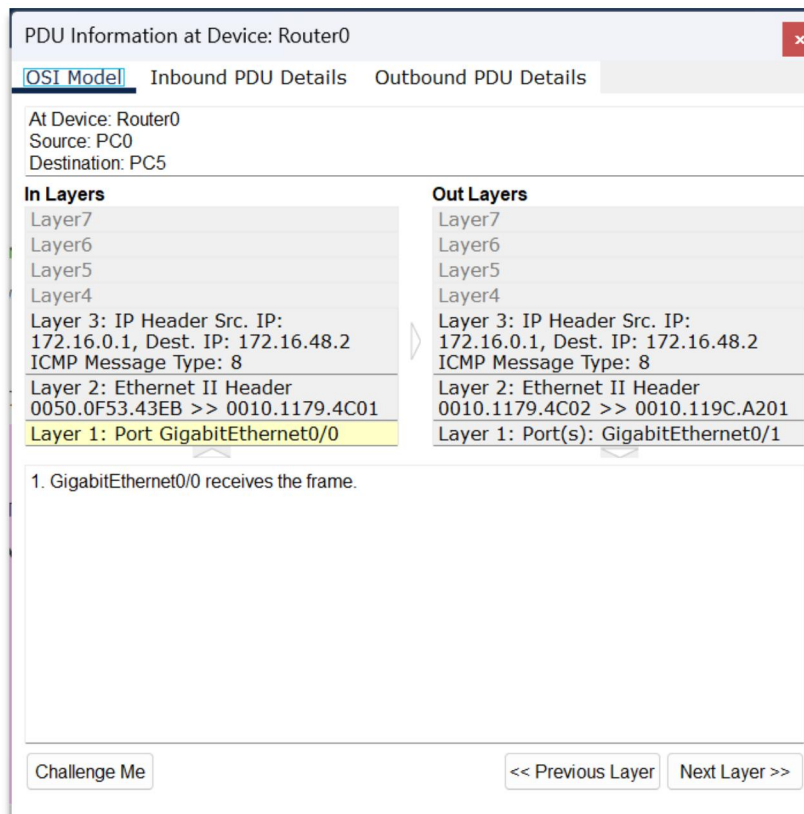 PDU Information at Device: Router0
OSI Model Inbound PDU Details Outbound PDU Details
At Device: Router0
Source: PC0
Destination: PC5
In Layers
Layer7
Layer6
Layer5
Layer4
Layer 3: IP Header Src. IP:
172.16.0.1, Dest. IP: 172.16.48.2
ICMP Message Type: 8
Layer 2: Ethernet II Header
0050.0F53.43EB >> 0010.1179.4C01
Layer 1: Port GigabitEthernet0/0
Out Layers
Layer7
Layer6
Layer5
Layer4
Layer 3: IP Header Src. IP:
172.16.0.1, Dest. IP: 172.16.48.2
ICMP Message Type: 8
Layer 2: Ethernet II Header
0010.1179.4C02 >> 0010.119C.A201
Layer 1: Port(s): GigabitEthernet0/1
1. GigabitEthernet0/0 receives the frame.
Challenge Me << Previous Layer Next Layer >>